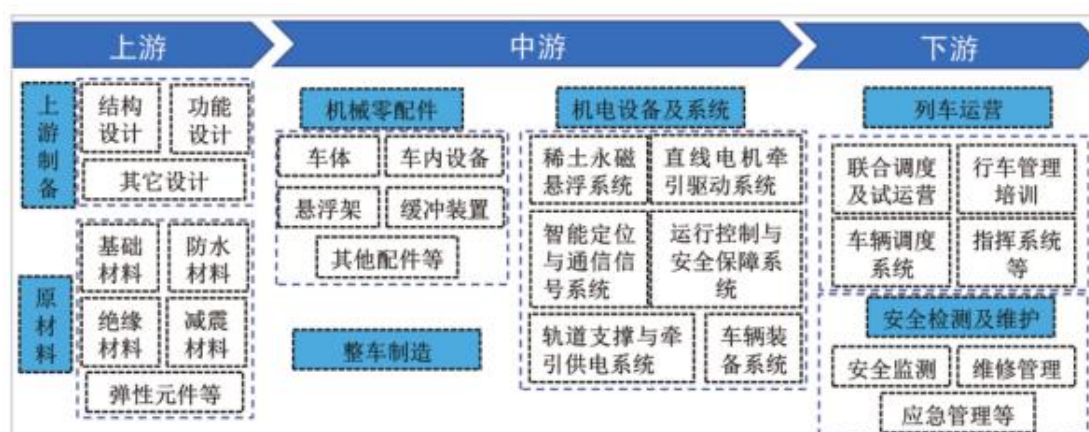 上游
中游
下游
上游制备
结构
设计
功能
设计
其它设计
原材料
基础
材料
防水
材料
绝缘
材料
减震
材料
弹性元件等
机械零配件
车体
车内设备
悬浮架
缓冲装置
其他配件等
整车制造
机电设备及系统
稀土永磁
悬浮系统
直线电机牵
引驱动系统
智能定位
与通信信
号系统
运行控制与
安全保障系
统
轨道支撑与牵
引供电系统
车辆装
备系统
列车运营
联合调度
及试运营
行车管理
培训
车辆调度
系统
指挥系统
等
安全检测及维护
安全监测
维修管理
应急管理等